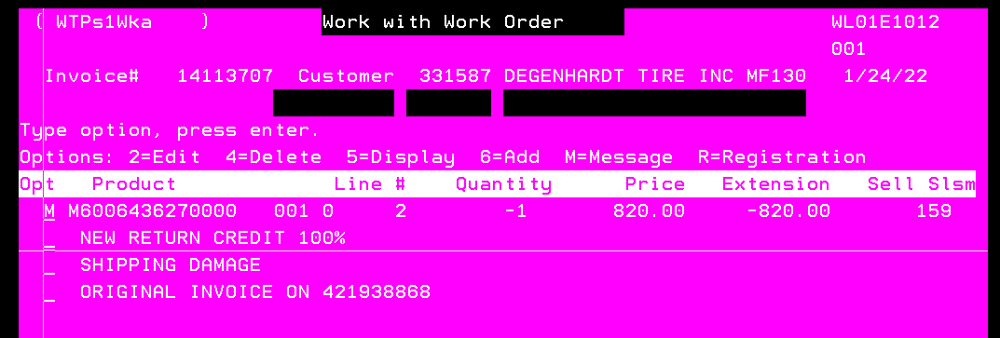 ( WTPs1Wka ) Work with Work Order WL01E1012
001
Invoice# 14113707 Customer 331587 DEGENHARDT TIRE INC MF130 1/24/22
Type option, press enter.
Options: 2=Edit 4=Delete 5=Display 6=Add M=Message R=Registration
Opt Product Line # Quantity Price Extension Sell Slsm
M M6006436270000 001 0 2 -1 820.00 -820.00 159
_ NEW RETURN CREDIT 100%
_ SHIPPING DAMAGE
_ ORIGINAL INVOICE ON 421938868